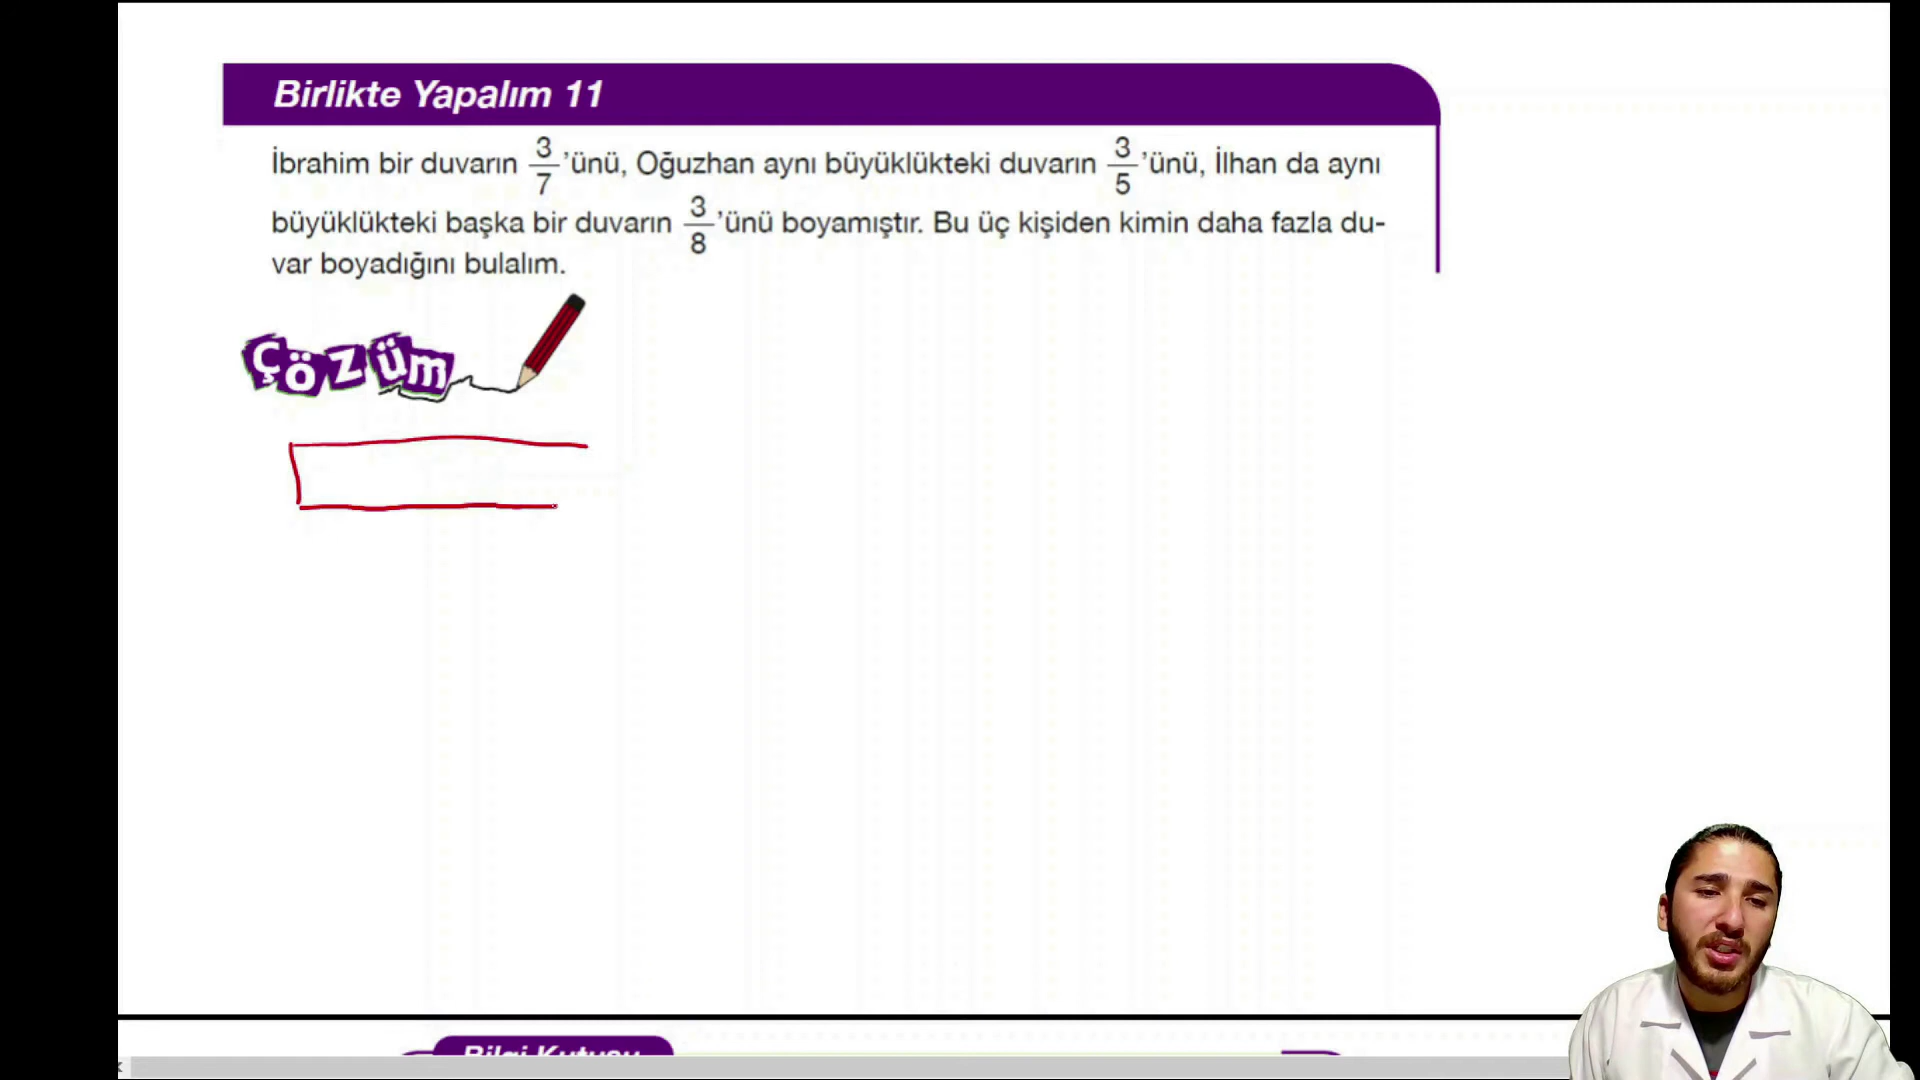 Birlikte Yapalım 11
İbrahim bir duvarın 3/7 'ünü, Oğuzhan aynı büyüklükteki duvarın 3/5 'ünü, İlhan da aynı
büyüklükteki başka bir duvarın 3/8 'ünü boyamıştır. Bu üç kişiden kimin daha fazla du-
var boyadığını bulalım.
Çözüm
Bilgi Kutusu